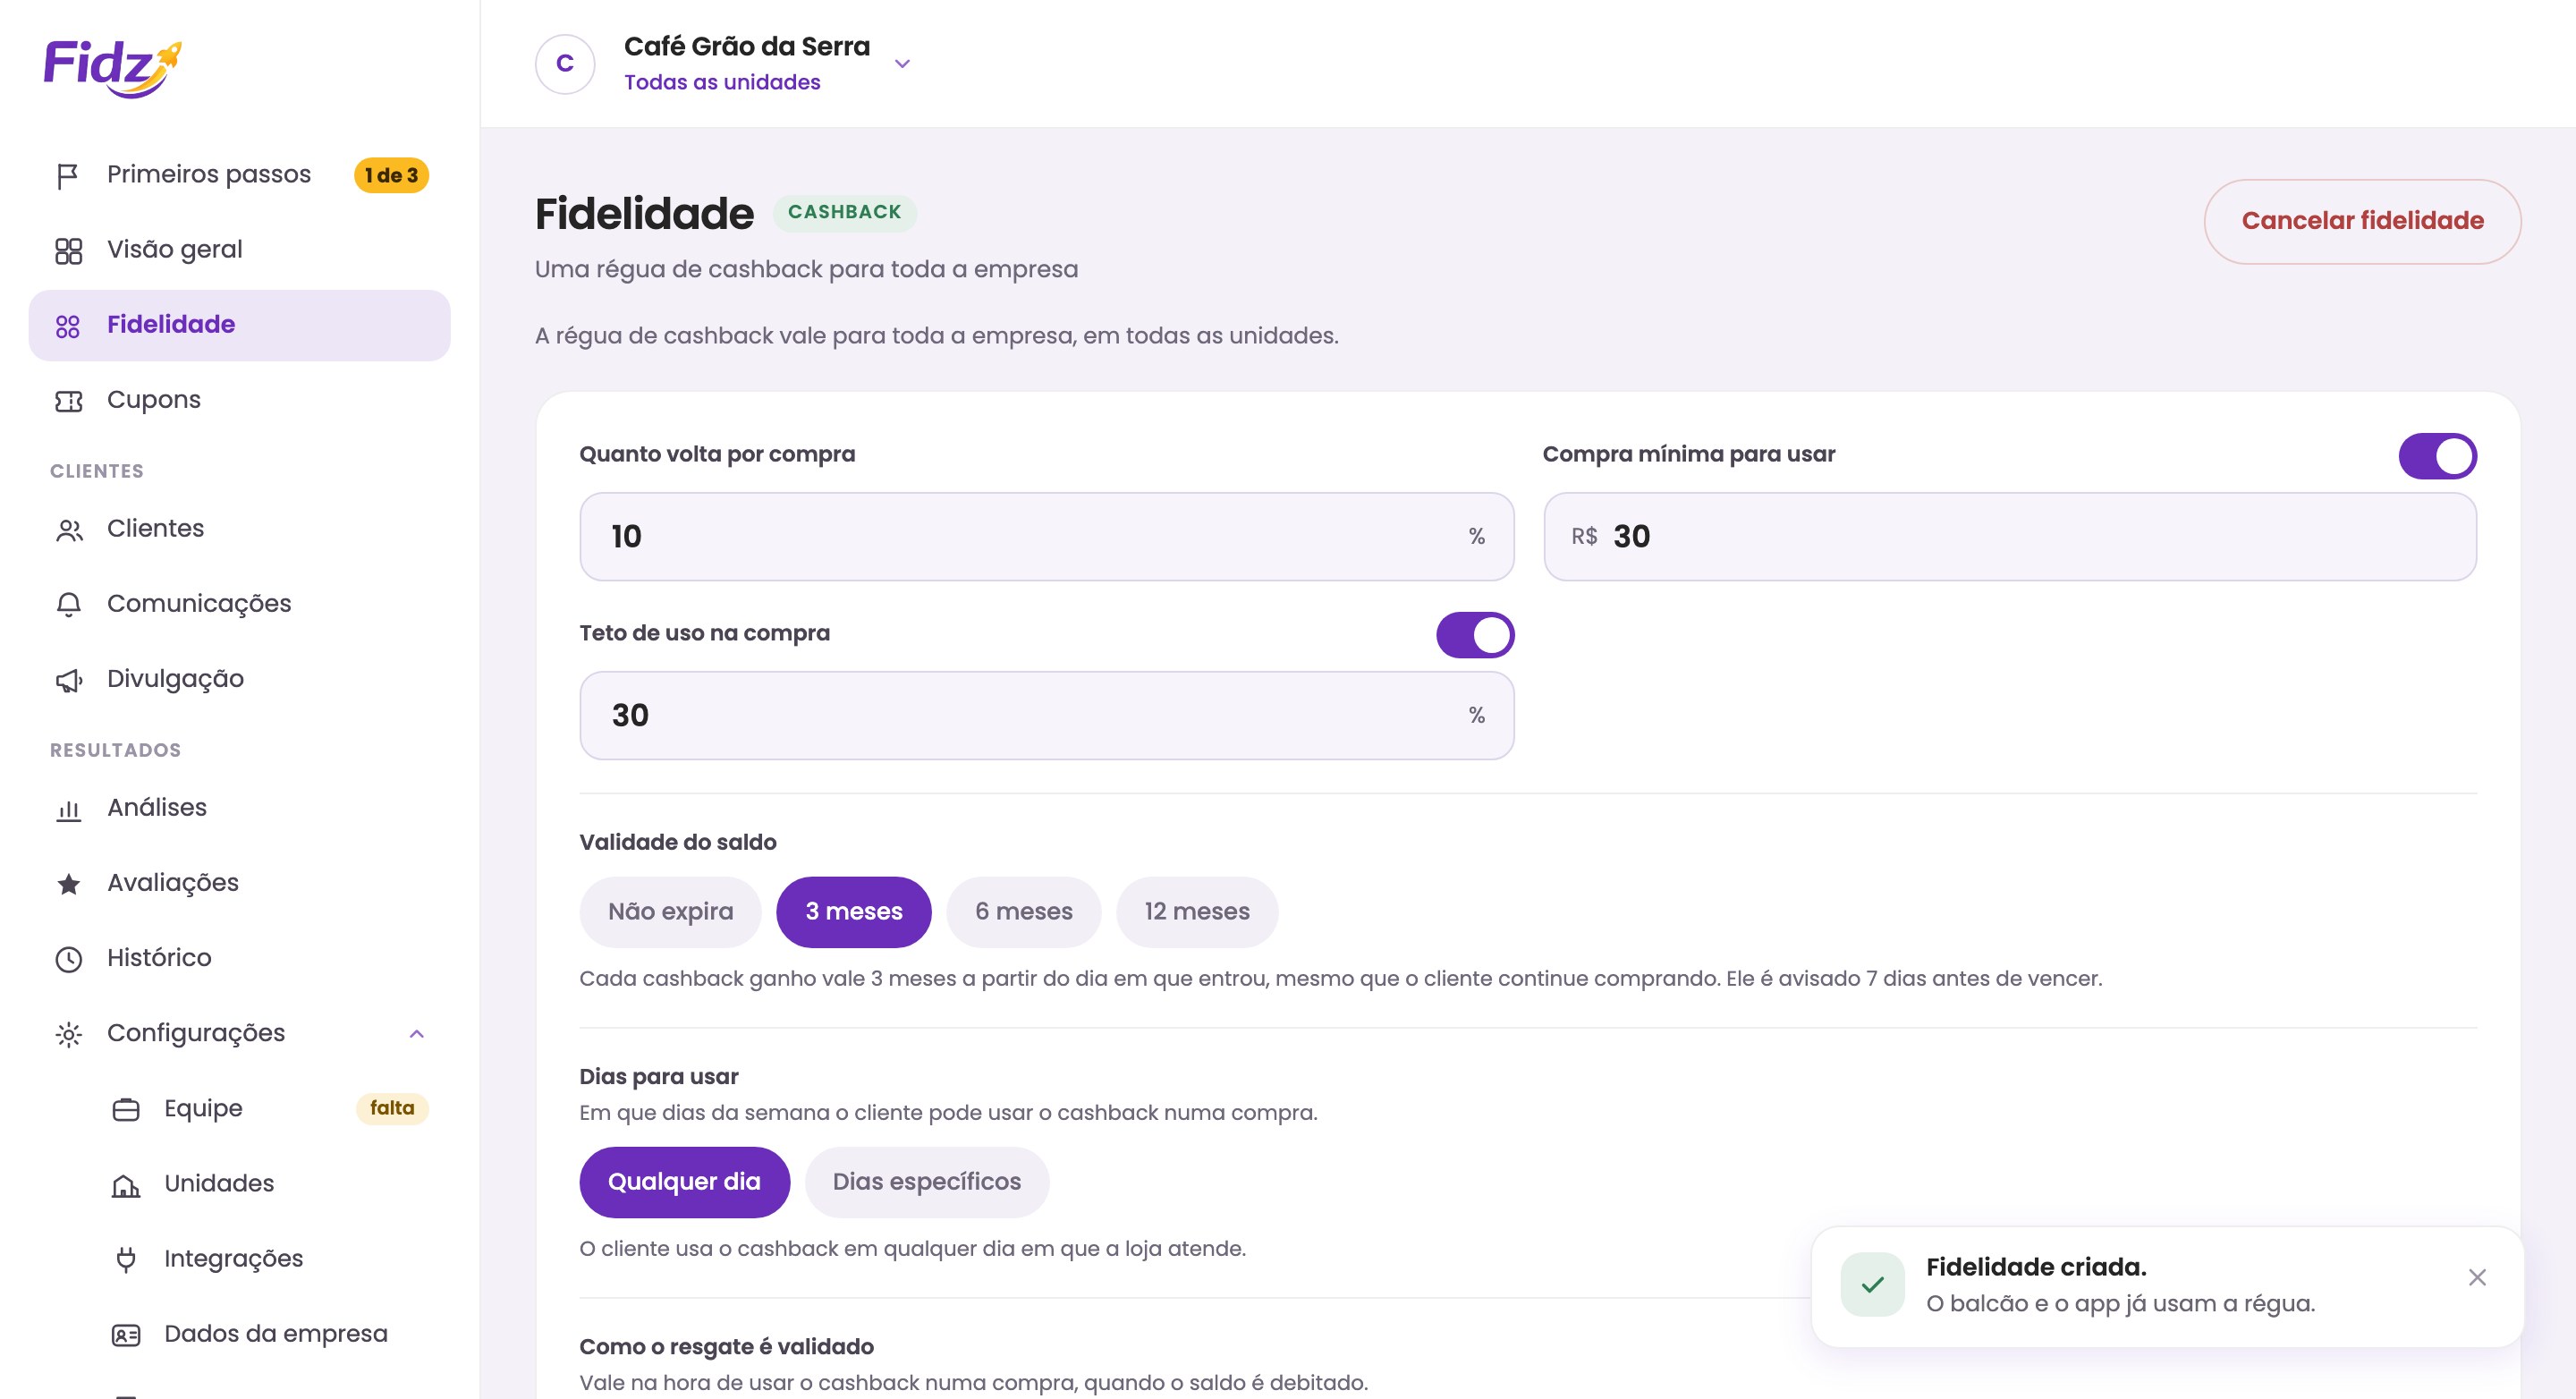 Fidz
Primeiros passos
1 de 3
Visão geral
Fidelidade
Cupons
CLIENTES
Clientes
Comunicações
Divulgação
RESULTADOS
Análises
Avaliações
Histórico
Configurações
Equipe
falta
Unidades
Integrações
Dados da empresa
C
Café Grão da Serra
Todas as unidades
Fidelidade
CASHBACK
Uma régua de cashback para toda a empresa
Cancelar fidelidade
A régua de cashback vale para toda a empresa, em todas as unidades.
Quanto volta por compra
10
%
Compra mínima para usar
R$ 30
Teto de uso na compra
30
%
Validade do saldo
Não expira
3 meses
6 meses
12 meses
Cada cashback ganho vale 3 meses a partir do dia em que entrou, mesmo que o cliente continue comprando. Ele é avisado 7 dias antes de vencer.
Dias para usar
Em que dias da semana o cliente pode usar o cashback numa compra.
Qualquer dia
Dias específicos
O cliente usa o cashback em qualquer dia em que a loja atende.
Como o resgate é validado
Vale na hora de usar o cashback numa compra, quando o saldo é debitado.
Fidelidade criada.
O balcão e o app já usam a régua.